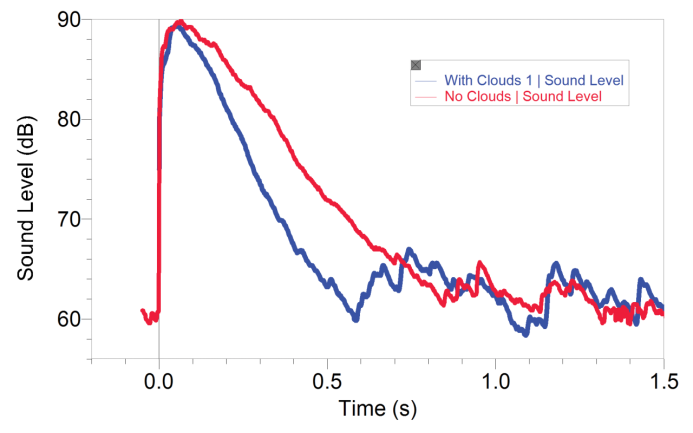 90
With Clouds 1 | Sound Level
No Clouds | Sound Level
80
Sound Level (dB)
70
60
0.0 0.5 1.0 1.5
Time (s)